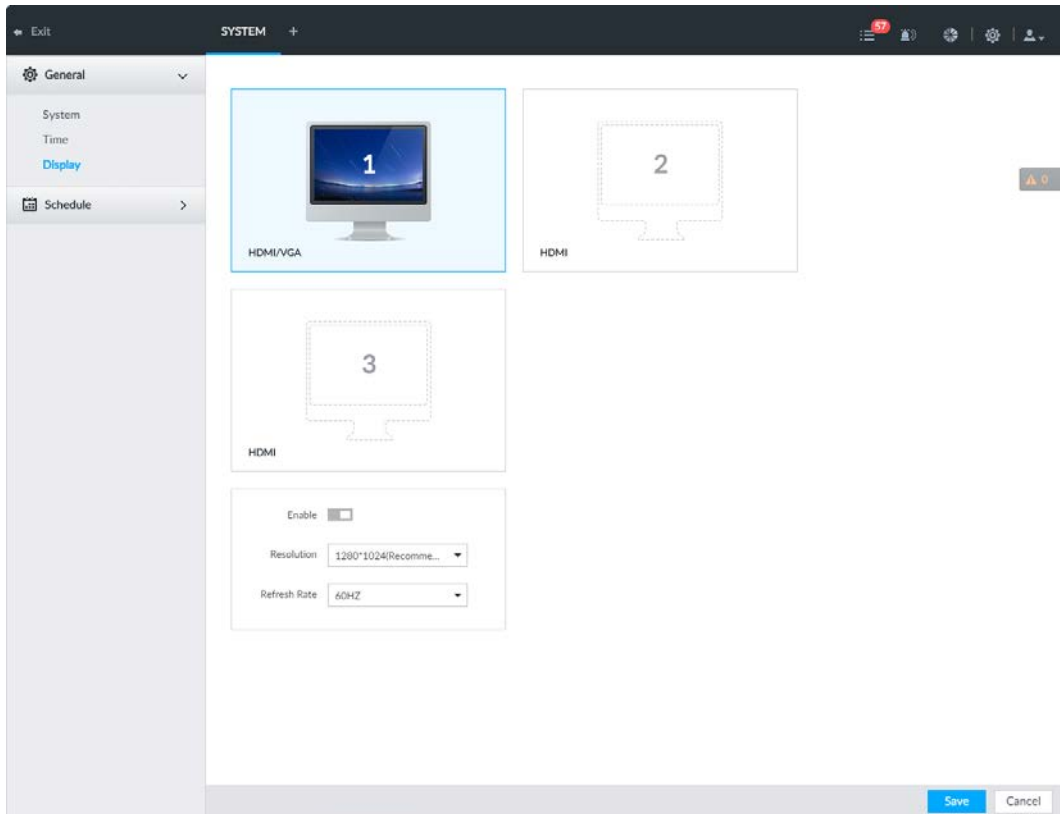 Exit
SYSTEM +
57
General
System
Time
Display
Schedule
1
HDMI/VGA
2
HDMI
0
3
HDMI
Enable
Resolution 1280*1024(Recomme...
Refresh Rate 60HZ
Save Cancel